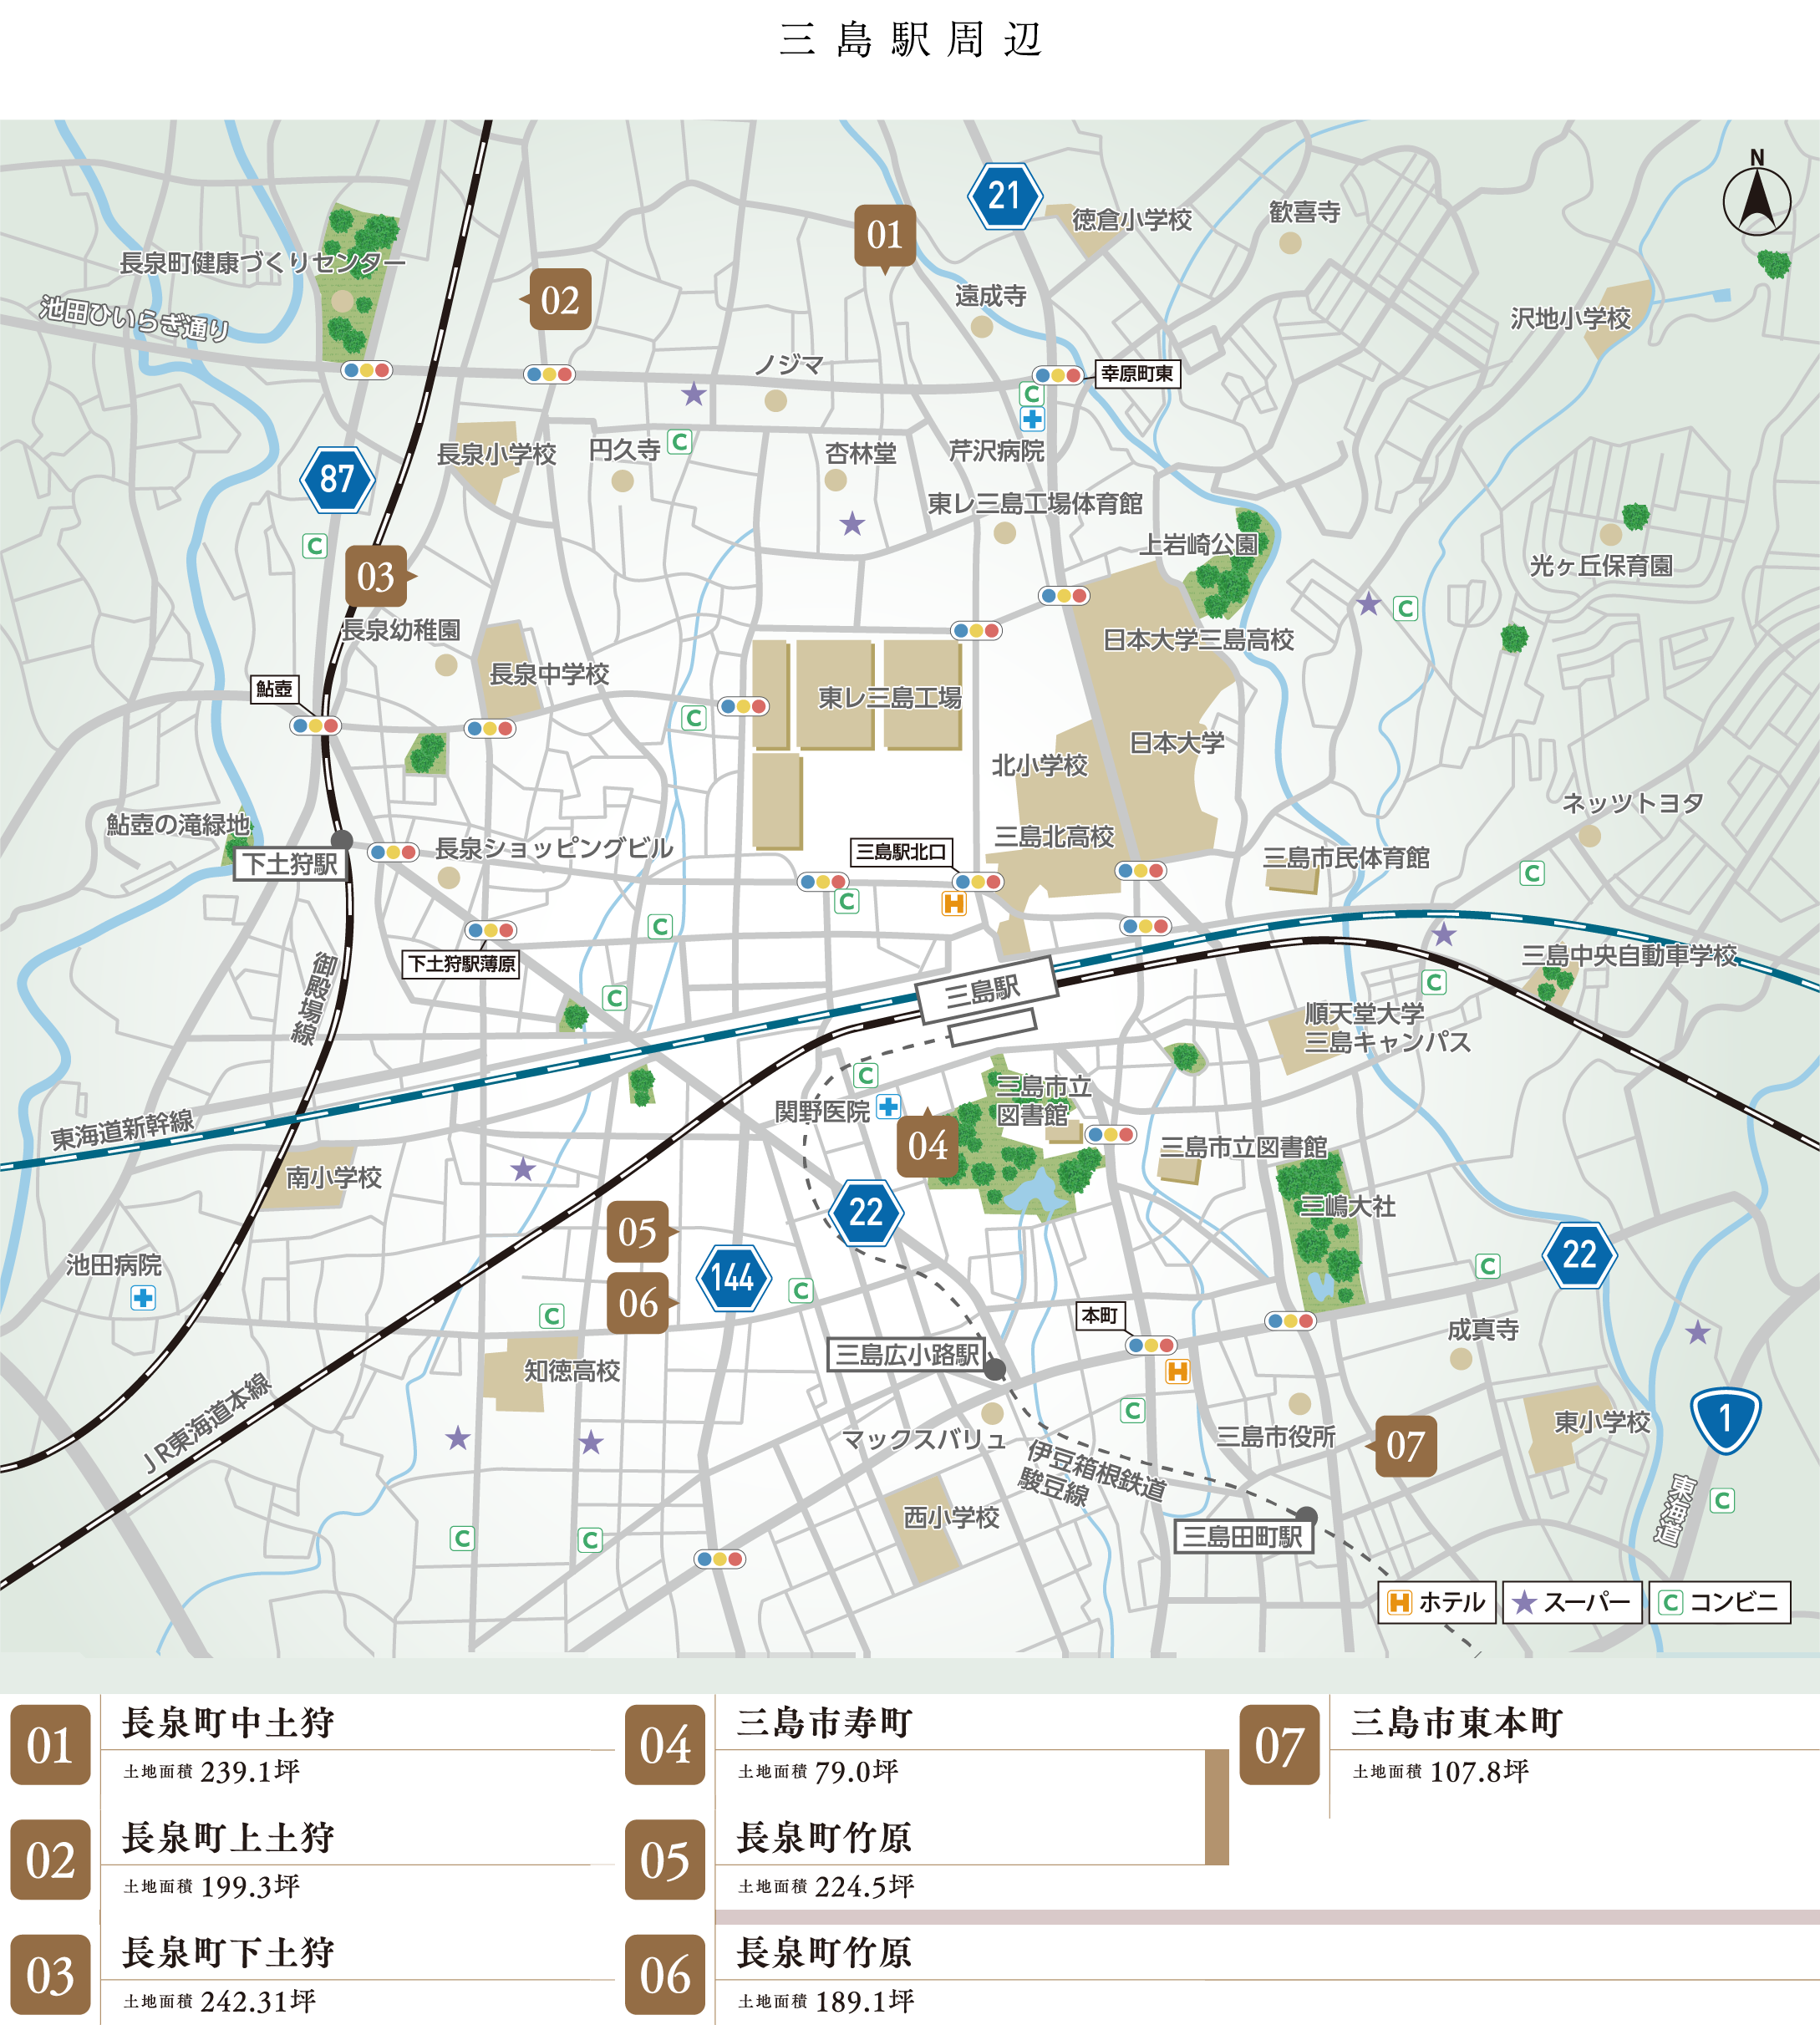 三島駅周辺
N
21
01
徳倉小学校
歓喜寺
長泉町健康づくりセンター
02
遠成寺
池田ひいらぎ通り
沢地小学校
ノジマ
幸原町東
C
長泉小学校
円久寺
C
杏林堂
芹沢病院
87
東レ三島工場体育館
上岩崎公園
C
光ヶ丘保育園
03
C
長泉幼稚園
日本大学三島高校
長泉中学校
鮎壺
東レ三島工場
C
日本大学
北小学校
ネッツトヨタ
鮎壺の滝緑地
三島北高校
長泉ショッピングビル
三島駅北口
下土狩駅
三島市民体育館
C
C
H
C
下土狩駅薄原
三島中央自動車学校
御殿場線
C
三島駅
C
順天堂大学
三島キャンパス
C
三島市立
図書館
関野医院
東海道新幹線
04
三島市立図書館
南小学校
三嶋大社
22
05
22
池田病院
144
C
06
C
C
本町
成真寺
三島広小路駅
知徳高校
H
JR東海道本線
C
1
東小学校
マックスバリュ
三島市役所
07
伊豆箱根鉄道
駿豆線
東海道
C
西小学校
C
C
三島田町駅
H ホテル
スーパー
C コンビニ
01
長泉町中土狩
土地面積 239.1坪
02
長泉町上土狩
土地面積 199.3坪
03
長泉町下土狩
土地面積 242.31坪
04
三島市寿町
土地面積 79.0坪
05
長泉町竹原
土地面積 224.5坪
06
長泉町竹原
土地面積 189.1坪
07
三島市東本町
土地面積 107.8坪